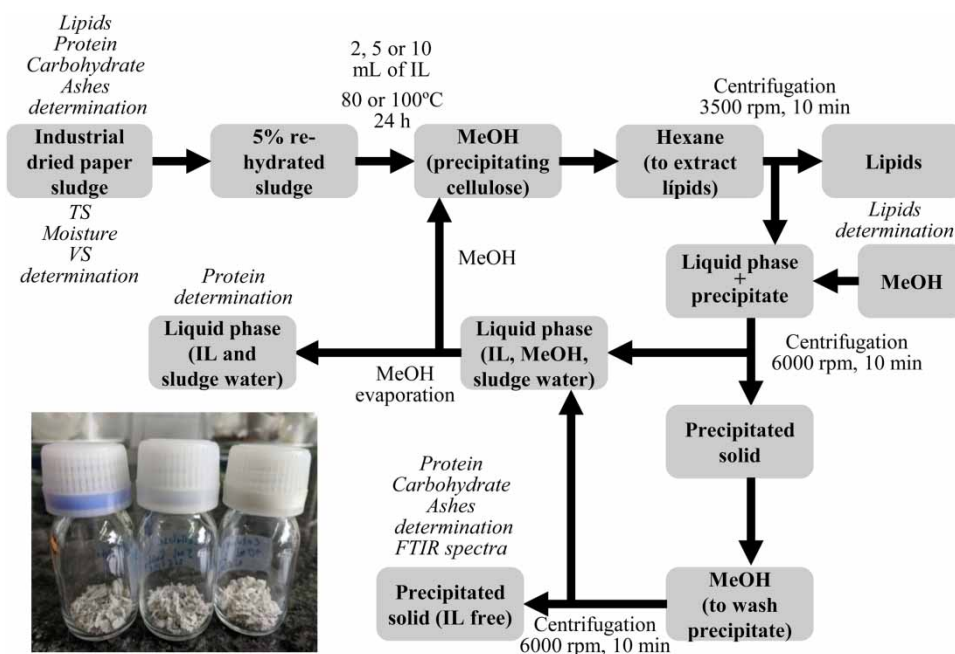 Lipids
Protein
Carbohydrate
Ashes
determination
Industrial
dried paper
sludge
TS
Moisture
VS
determination
5% re-
hydrated
sludge
2, 5 or 10
mL of IL
80 or 100ºC
24 h
MeOH
(precipitating
cellulose)
Hexane
(to extract
lípids)
Centrifugation
3500 rpm, 10 min
Lipids
Lipids
determination
Liquid phase
+
precipitate
MeOH
MeOH
Protein
determination
Liquid phase
(IL and
sludge water)
MeOH
evaporation
Liquid phase
(IL, MeOH,
sludge water)
Centrifugation
6000 rpm, 10 min
Precipitated
solid
Protein
Carbohydrate
Ashes
determination
FTIR spectra
Precipitated
solid (IL free)
Centrifugation
6000 rpm, 10 min
MeOH
(to wash
precipitate)